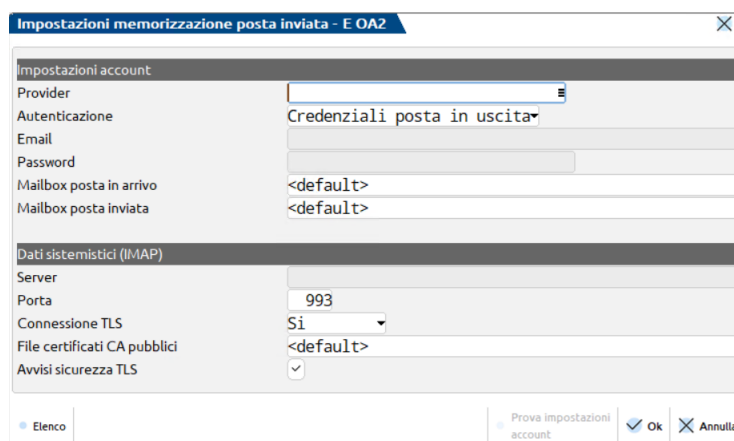 Impostazioni memorizzazione posta inviata - E OA2
Impostazioni account
Provider
Autenticazione Credenziali posta in uscita
Email
Password
Mailbox posta in arrivo <default>
Mailbox posta inviata <default>
Dati sistemistici (IMAP)
Server
Porta 993
Connessione TLS Si
File certificati CA pubblici <default>
Avvisi sicurezza TLS
Elenco
Prova impostazioni
account
Ok
Annulla